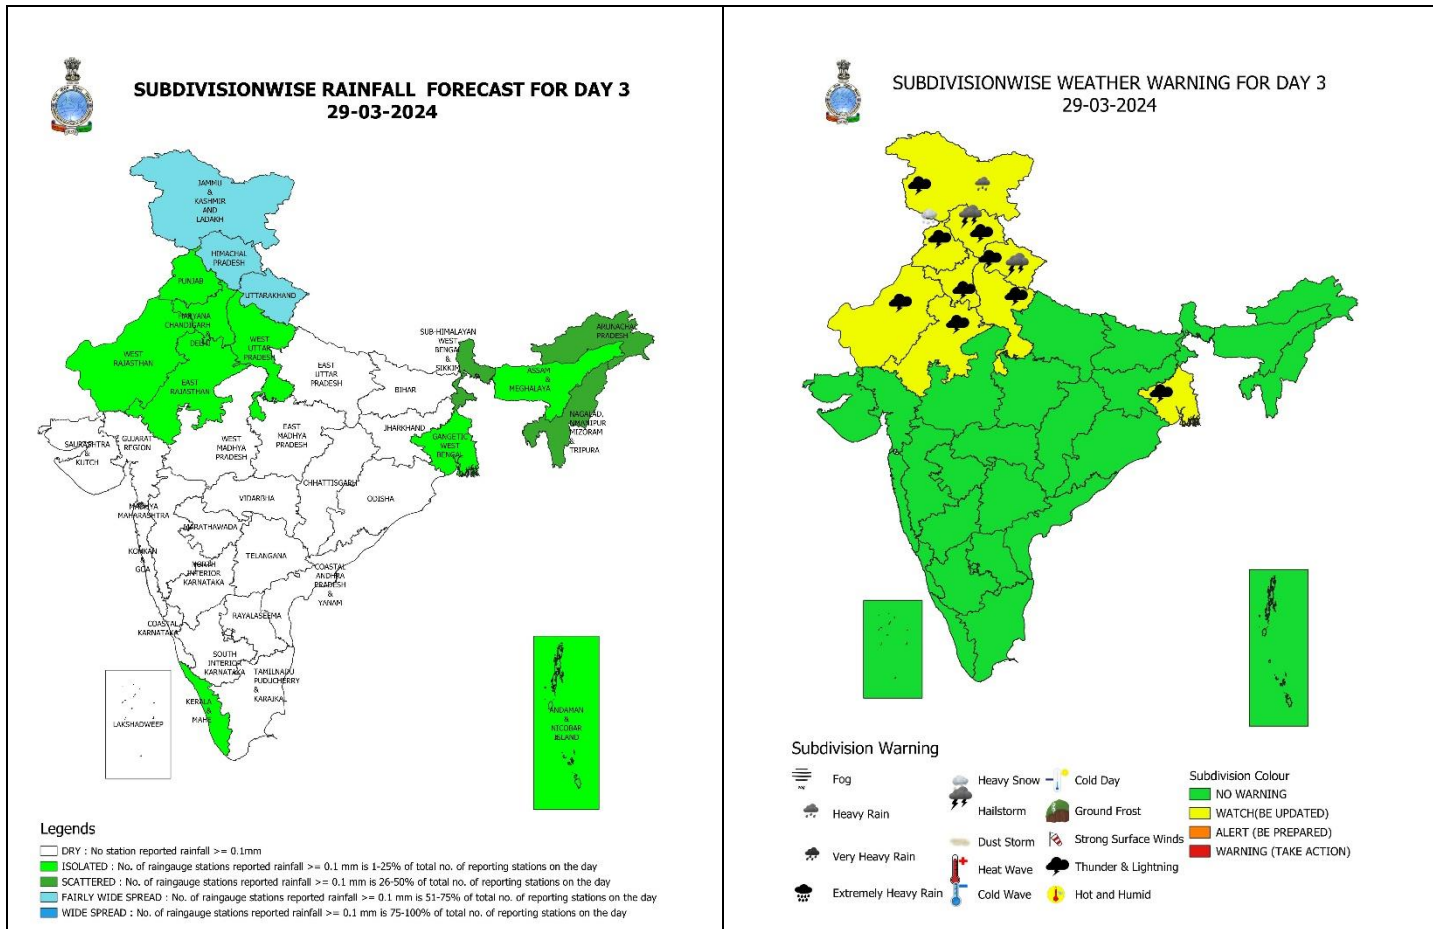 SUBDIVISIONWISE RAINFALL FORECAST FOR DAY 3
29-03-2024
JAMMU
&
KASHMIR
AND
LADAKH
HIMACHAL
PRADESH
PUNJAB
UTTARAKHAND
HARYANA
CHANDIGARH
&
DELHI
WEST
UTTAR
PRADESH
WEST
RAJASTHAN
EAST
RAJASTHAN
EAST
UTTAR
PRADESH
SUB-HIMALAYAN
WEST
BENGAL
&
SIKKIM
ARUNACHAL
PRADESH
ASSAM
&
MEGHALAYA
BIHAR
NAGALAD,
MIZORAM
&
TRIPURA
JHARKHAND
GANGETIC
WEST
BENGAL
SAURASHTRA
&
KUTCH
GUJARAT
REGION
WEST
MADHYA
PRADESH
EAST
MADHYA
PRADESH
CHHATTISGARH
ODISHA
VIDARBHA
MADHYA
MAHARASHTRA
MARATHAWADA
KONKAN
&
GOA
TELANGANA
NORTH
INTERIOR
KARNATAKA
COASTAL
ANDHRA
PRADESH
&
YANAM
RAYALASEEMA
COASTAL
KARNATAKA
SOUTH
INTERIOR
KARNATAKA
TAMILNADU
PUDUCHERRY
&
KARAJKAL
KERALA
&
MAHE
LAKSHADWEEP
ANDAMAN
&
NICOBAR
ISLAND
Legends
DRY : No station reported rainfall >= 0.1mm
ISOLATED : No. of raingauge stations reported rainfall >= 0.1 mm is 1-25% of total no. of reporting stations on the day
SCATTERED : No. of raingauge stations reported rainfall >= 0.1 mm is 26-50% of total no. of reporting stations on the day
FAIRLY WIDE SPREAD : No. of raingauge stations reported rainfall >= 0.1 mm is 51-75% of total no. of reporting stations on the day
WIDE SPREAD : No. of raingauge stations reported rainfall >= 0.1 mm is 75-100% of total no. of reporting stations on the day
SUBDIVISIONWISE WEATHER WARNING FOR DAY 3
29-03-2024
Subdivision Warning
Fog
Heavy Rain
Very Heavy Rain
Extremely Heavy Rain
Heavy Snow
Hailstorm
Dust Storm
Heat Wave
Cold Wave
Cold Day
Ground Frost
Strong Surface Winds
Thunder & Lightning
Hot and Humid
Subdivision Colour
NO WARNING
WATCH(BE UPDATED)
ALERT (BE PREPARED)
WARNING (TAKE ACTION)